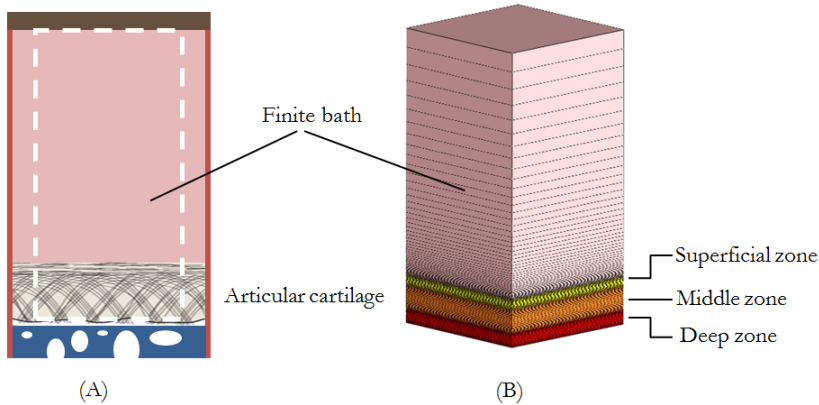 Finite bath
Superficial zone
Articular cartilage
Middle zone
Deep zone
(A)
(B)